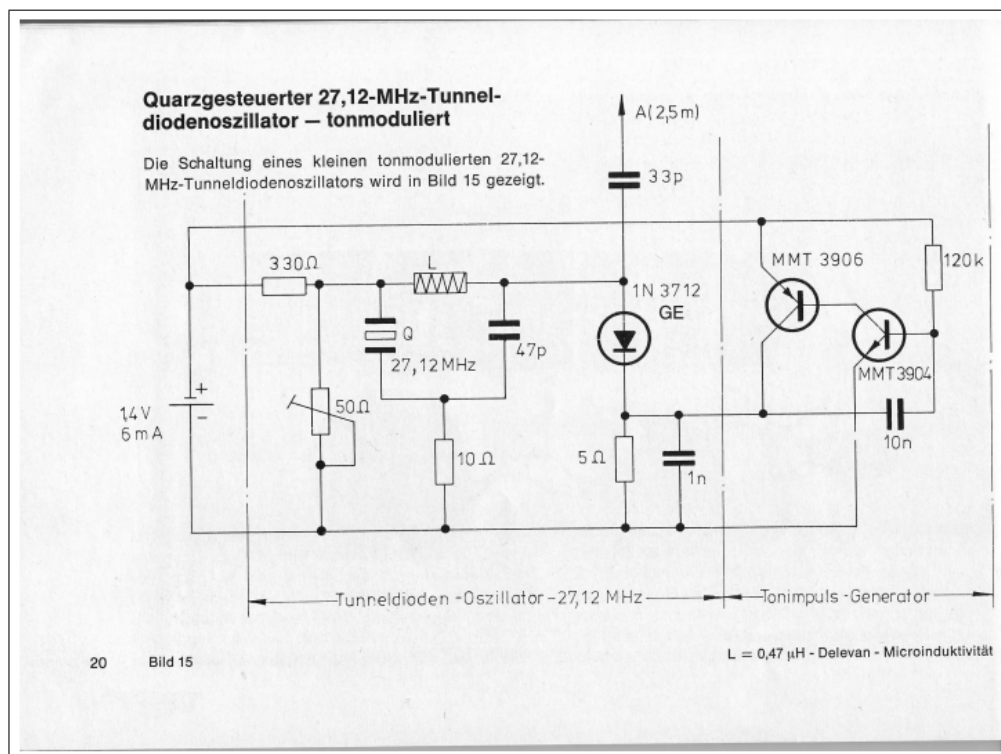 Quarzgesteuerter 27,12-MHz-Tunnel-
diodenoszillator — tonmoduliert
Die Schaltung eines kleinen tonmodulierten 27,12-
MHz-Tunneldiodenoszillators wird in Bild 15 gezeigt.
A(2,5m)
33p
330Ω
L
1N 3712
GE
MMT 3906
120k
Q
27,12 MHz
47p
MMT3904
+
−
1,4 V
6 mA
50Ω
10Ω
5Ω
1n
10n
Tunneldioden-Oszillator-27,12 MHz
Tonimpuls-Generator
20 Bild 15
L = 0,47 µH - Delevan - Microinduktivität